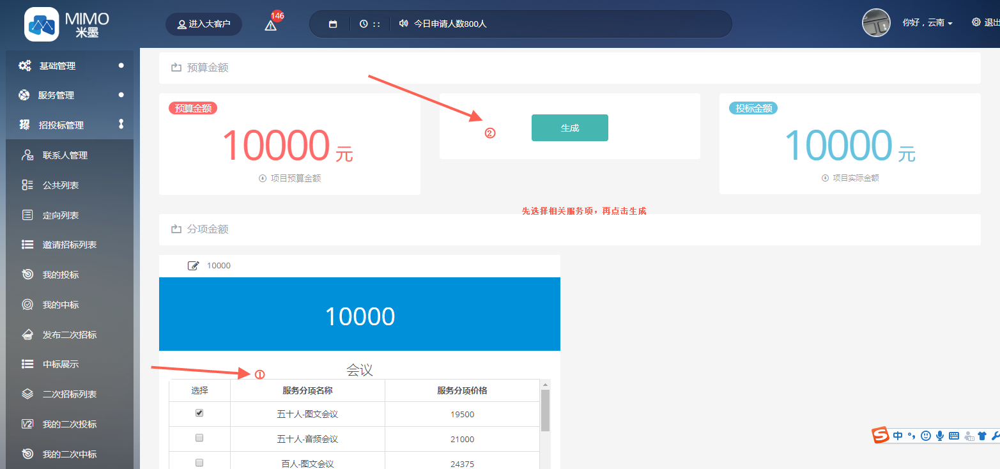 MIMO
米墨
进入大客户
146
: :
今日申请人数800人
你好，云南
退出
基础管理
服务管理
招投标管理
联系人管理
公共列表
定向列表
邀请招标列表
我的投标
我的中标
发布二次招标
中标展示
二次招标列表
我的二次投标
我的二次中标
预算金额
预算金额
10000 元
项目预算金额
②
生成
投标金额
10000 元
项目实际金额
先选择相关服务项，再点击生成
分项金额
10000
10000
①
会议
选择 服务分项名称 服务分项价格
五十人-图文会议 19500
五十人-音频会议 21000
百人-图文会议 24375
S 中 °,